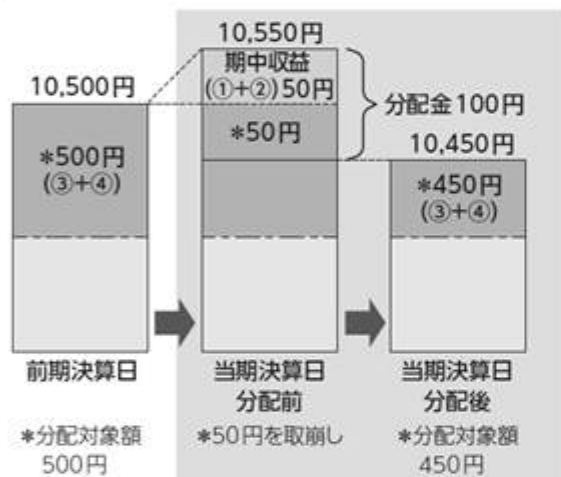 10,500円
*500円
(③+④)
前期決算日
*分配対象額
500円
10,550円
期中収益
(①+②)50円
*50円
分配金100円
当期決算日
分配前
*50円を取崩し
10,450円
*450円
(③+④)
当期決算日
分配後
*分配対象額
450円